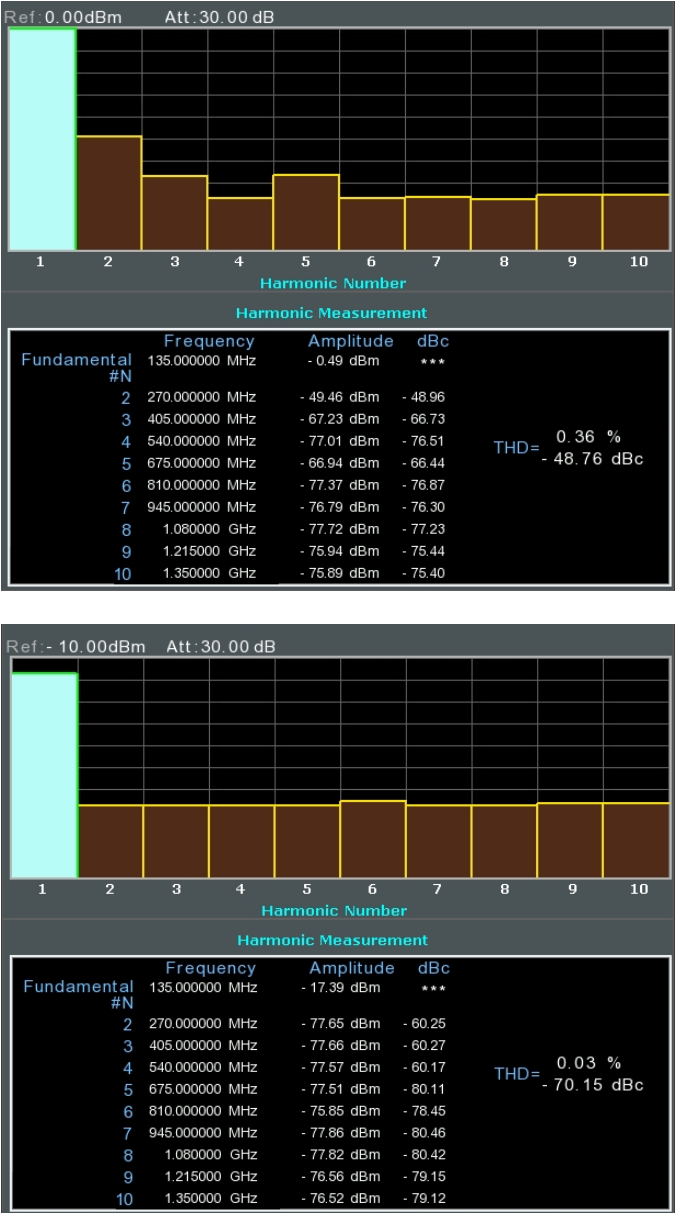 Ref:0.00dBm Att:30.00 dB
1 2 3 4 5 6 7 8 9 10
Harmonic Number
Harmonic Measurement
Frequency Amplitude dBc
Fundamental 135.000000 MHz - 0.49 dBm ***
#N
2 270.000000 MHz - 49.46 dBm - 48.96
3 405.000000 MHz - 67.23 dBm - 66.73
4 540.000000 MHz - 77.01 dBm - 76.51
5 675.000000 MHz - 66.94 dBm - 66.44
6 810.000000 MHz - 77.37 dBm - 76.87
7 945.000000 MHz - 76.79 dBm - 76.30
8 1.080000 GHz - 77.72 dBm - 77.23
9 1.215000 GHz - 75.94 dBm - 75.44
10 1.350000 GHz - 75.89 dBm - 75.40
THD= 0.36 %
- 48.76 dBc
Ref:- 10.00dBm Att:30.00 dB
1 2 3 4 5 6 7 8 9 10
Harmonic Number
Harmonic Measurement
Frequency Amplitude dBc
Fundamental 135.000000 MHz - 17.39 dBm ***
#N
2 270.000000 MHz - 77.65 dBm - 60.25
3 405.000000 MHz - 77.66 dBm - 60.27
4 540.000000 MHz - 77.57 dBm - 60.17
5 675.000000 MHz - 77.51 dBm - 80.11
6 810.000000 MHz - 75.85 dBm - 78.45
7 945.000000 MHz - 77.86 dBm - 80.46
8 1.080000 GHz - 77.82 dBm - 80.42
9 1.215000 GHz - 76.56 dBm - 79.15
10 1.350000 GHz - 76.52 dBm - 79.12
THD= 0.03 %
- 70.15 dBc